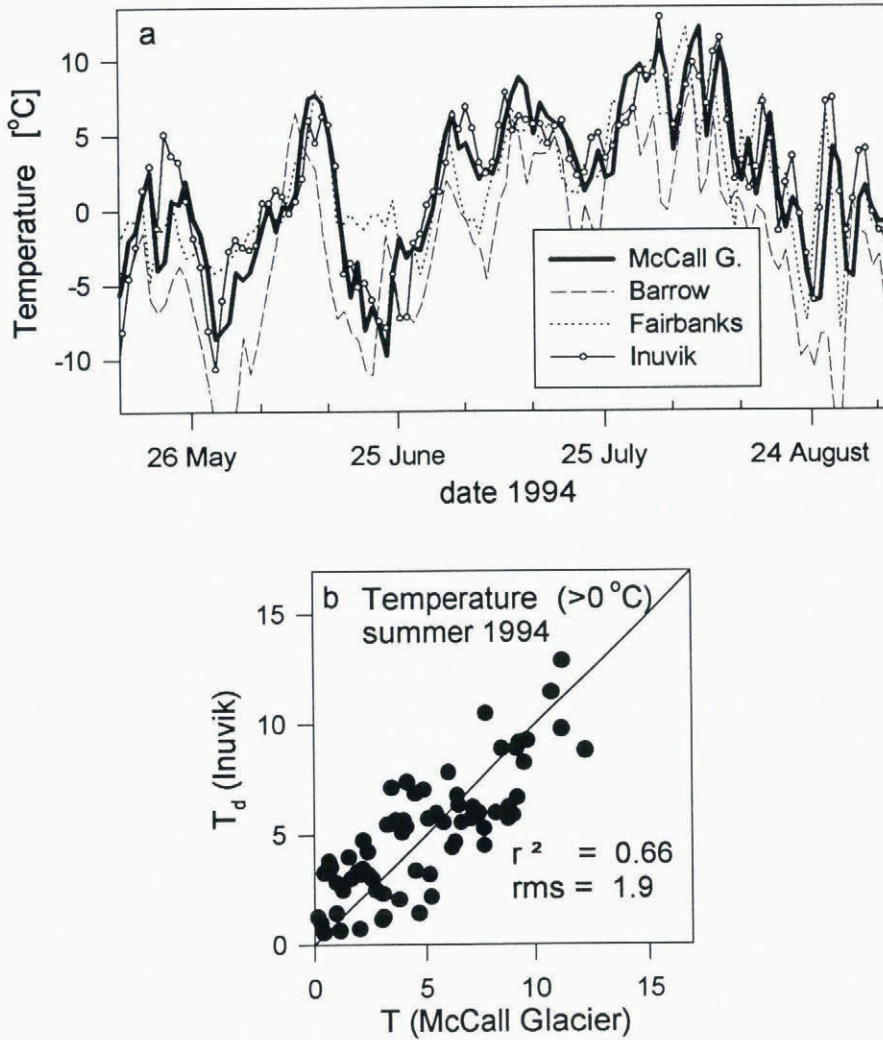 a
Temperature [°C]
10
5
0
-5
-10
McCall G.
Barrow
Fairbanks
Inuvik
26 May
25 June
25 July
24 August
date 1994
b Temperature (>0 °C)
summer 1994
T_d (Inuvik)
15
10
5
0
r² = 0.66
rms = 1.9
0
5
10
15
T (McCall Glacier)